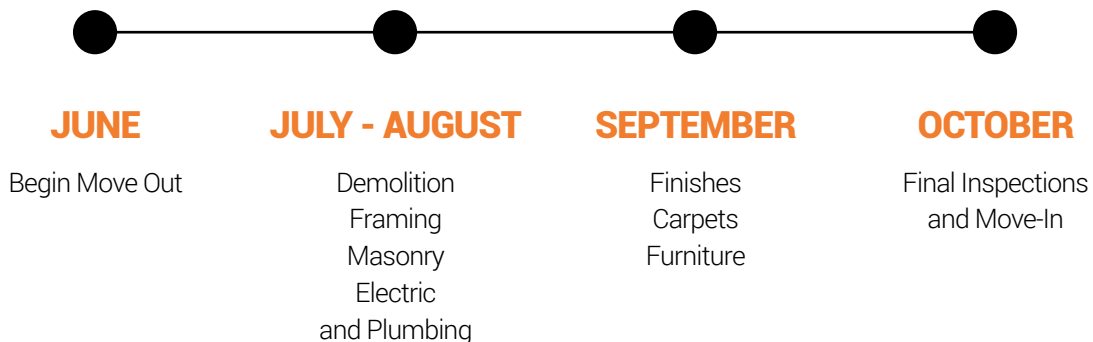 JUNE
Begin Move Out
JULY - AUGUST
Demolition
Framing
Masonry
Electric
and Plumbing
SEPTEMBER
Finishes
Carpets
Furniture
OCTOBER
Final Inspections
and Move-In